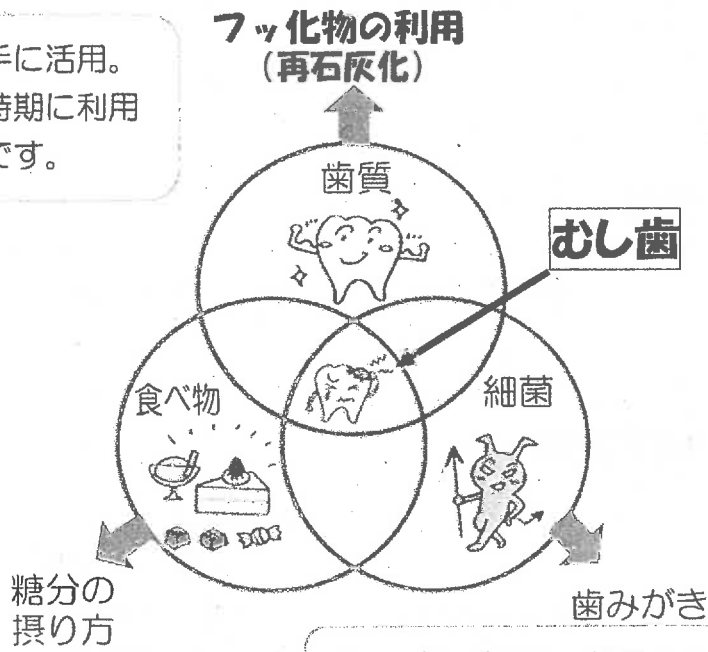 フッ化物の利用
(再石灰化)
手に活用。
時期に利用
です。
歯質
むし歯
食べ物
細菌
糖分の
摂り方
歯みがき